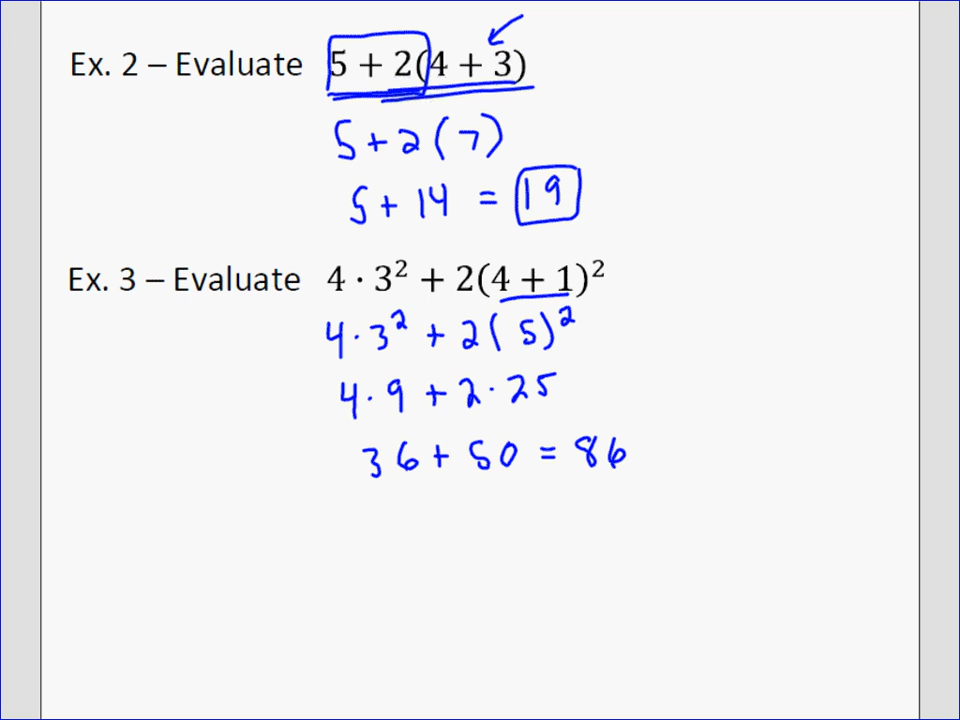 Ex. 2 – Evaluate 5 + 2(4 + 3)
5 + 2 ( 7 )
5 + 14 = 19
Ex. 3 – Evaluate 4 · 3² + 2(4 + 1)²
4 · 3² + 2 ( 5 )²
4 · 9 + 2 · 25
36 + 50 = 86